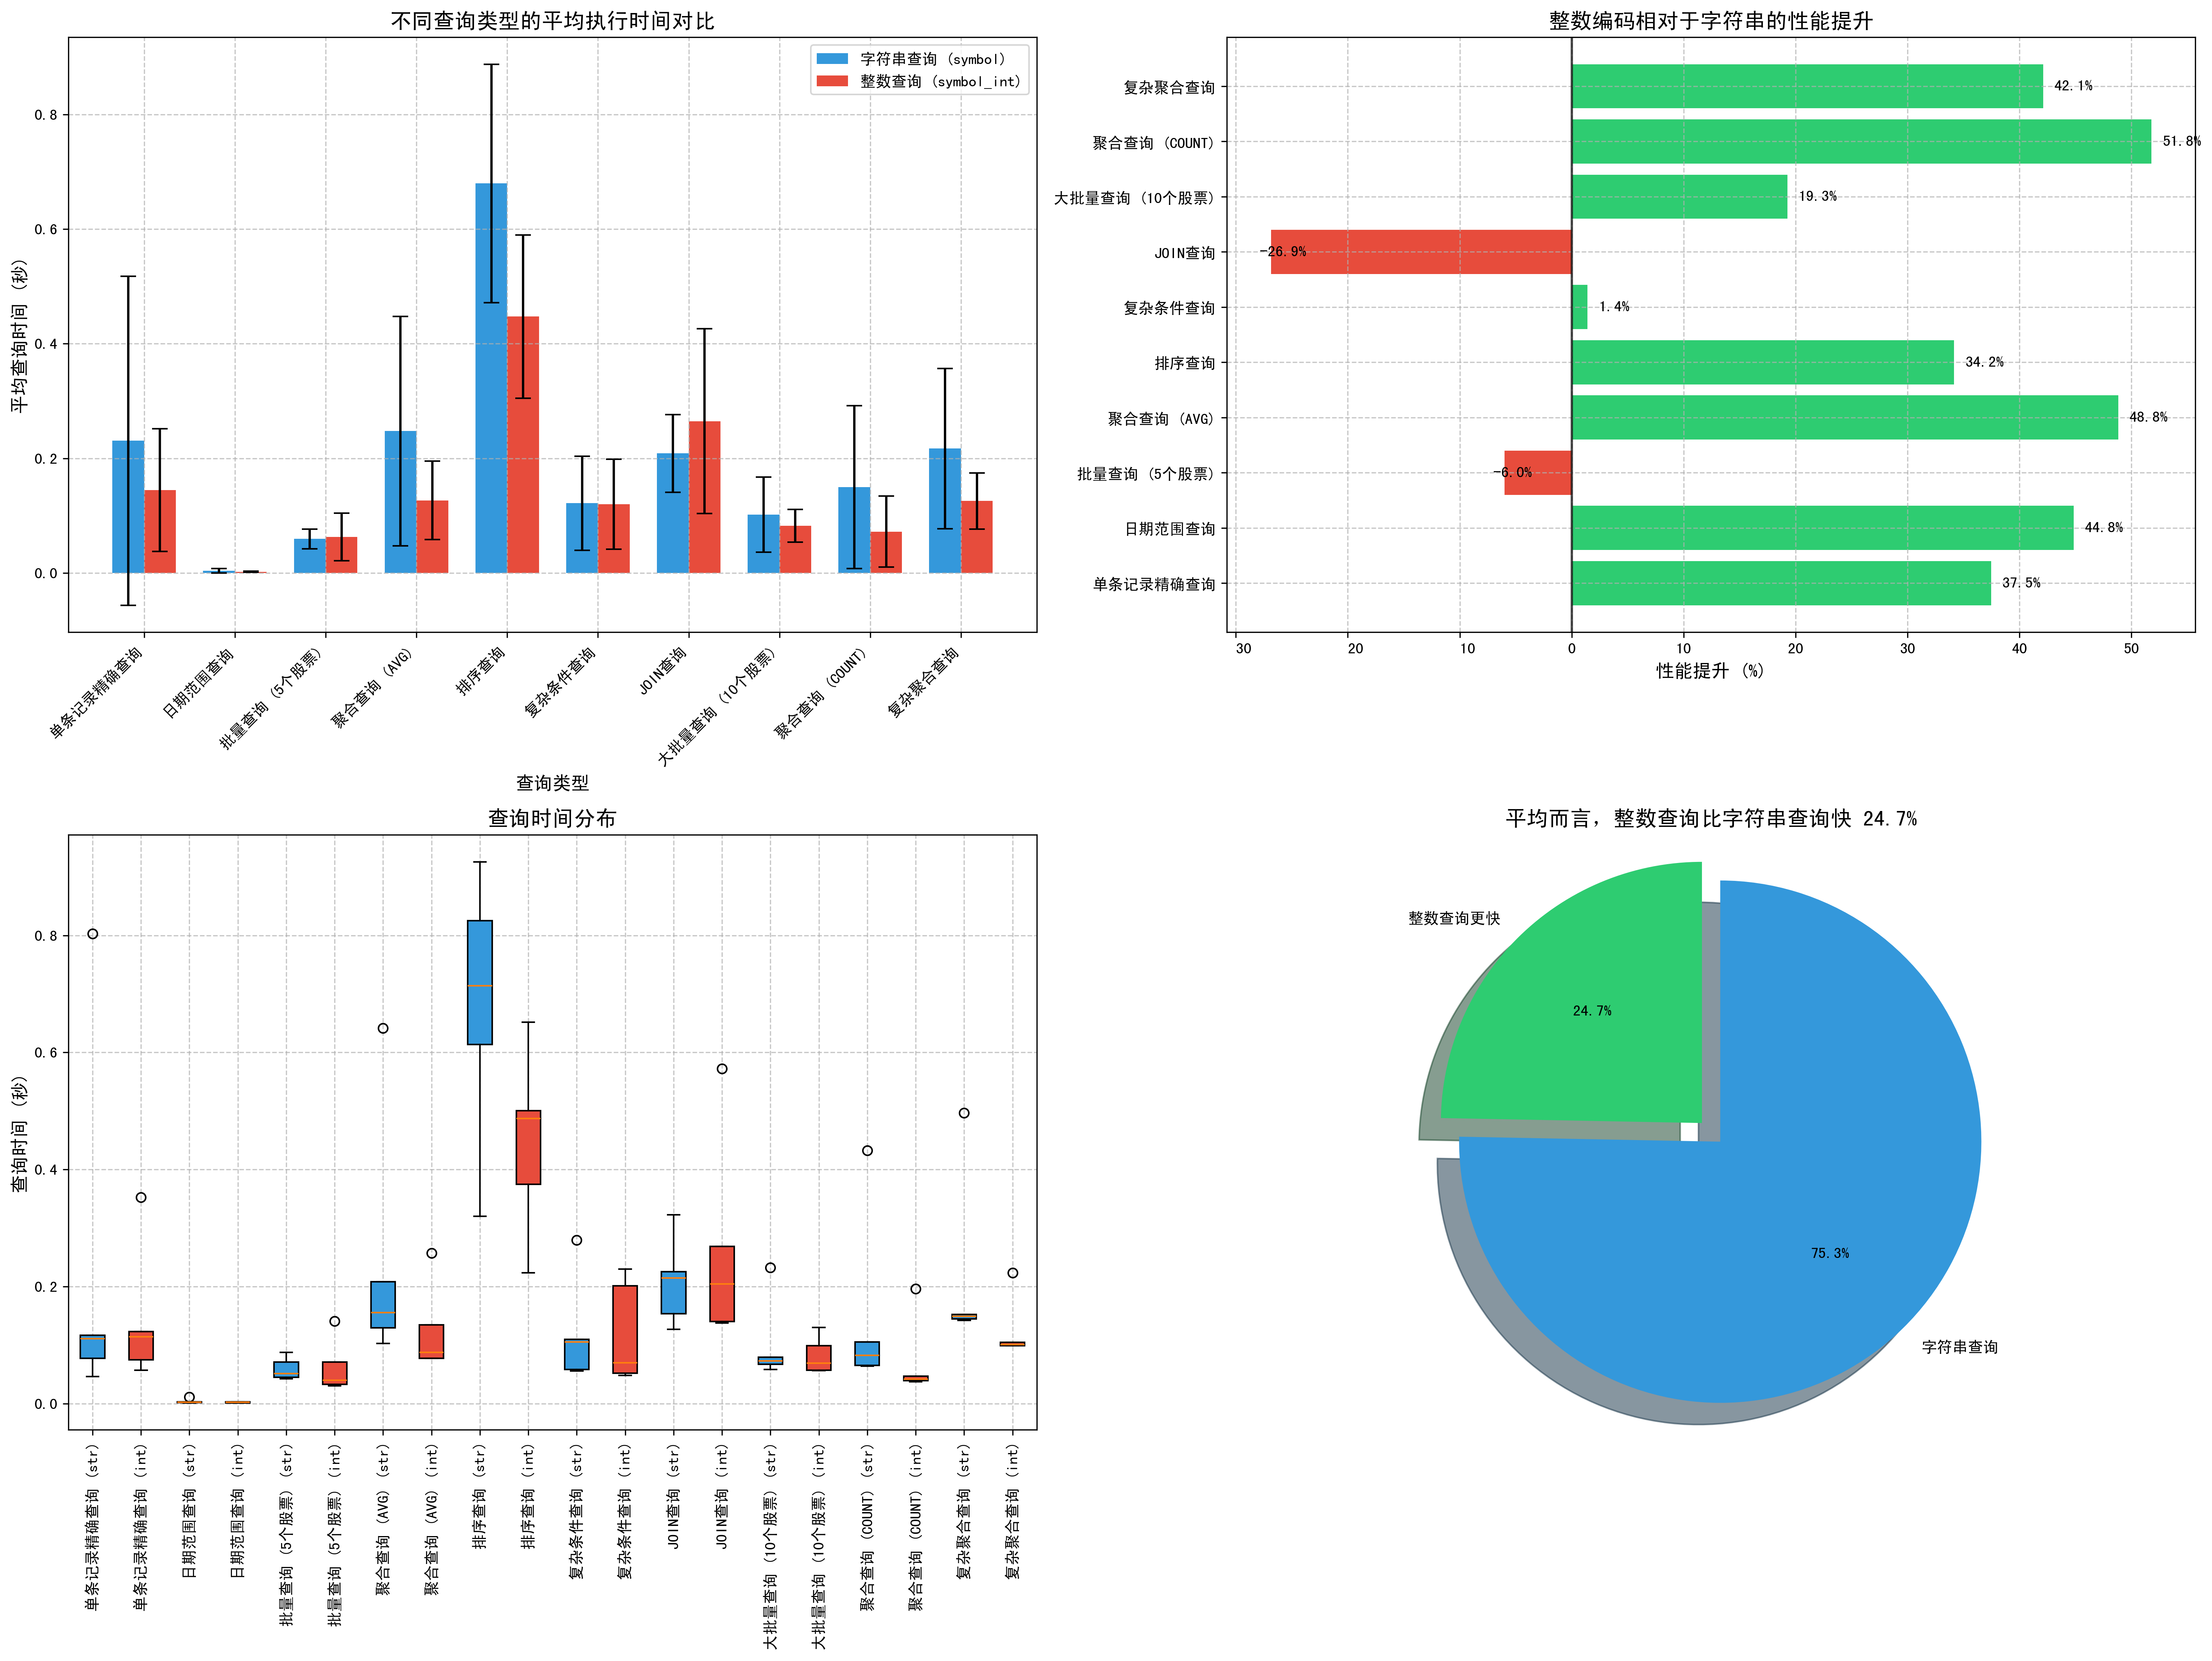 不同查询类型的平均执行时间对比
字符串查询 (symbol)
整数查询 (symbol_int)
平均查询时间 (秒)
0.8
0.6
0.4
0.2
0.0
单条记录精确查询
日期范围查询
批量查询 (5个股票)
聚合查询 (AVG)
排序查询
复杂条件查询
JOIN查询
大批量查询 (10个股票)
聚合查询 (COUNT)
复杂聚合查询
查询类型
整数编码相对于字符串的性能提升
复杂聚合查询
42.1%
聚合查询 (COUNT)
51.8%
大批量查询 (10个股票)
19.3%
JOIN查询
-26.9%
复杂条件查询
1.4%
排序查询
34.2%
聚合查询 (AVG)
48.8%
批量查询 (5个股票)
-6.0%
日期范围查询
44.8%
单条记录精确查询
37.5%
30
20
10
0
10
20
30
40
50
性能提升 (%)
查询时间分布
查询时间 (秒)
0.8
0.6
0.4
0.2
0.0
单条记录精确查询 (str)
单条记录精确查询 (int)
日期范围查询 (str)
日期范围查询 (int)
批量查询 (5个股票) (str)
批量查询 (5个股票) (int)
聚合查询 (AVG) (str)
聚合查询 (AVG) (int)
排序查询 (str)
排序查询 (int)
复杂条件查询 (str)
复杂条件查询 (int)
JOIN查询 (str)
JOIN查询 (int)
大批量查询 (10个股票) (str)
大批量查询 (10个股票) (int)
聚合查询 (COUNT) (str)
聚合查询 (COUNT) (int)
复杂聚合查询 (str)
复杂聚合查询 (int)
平均而言，整数查询比字符串查询快 24.7%
整数查询更快
24.7%
75.3%
字符串查询